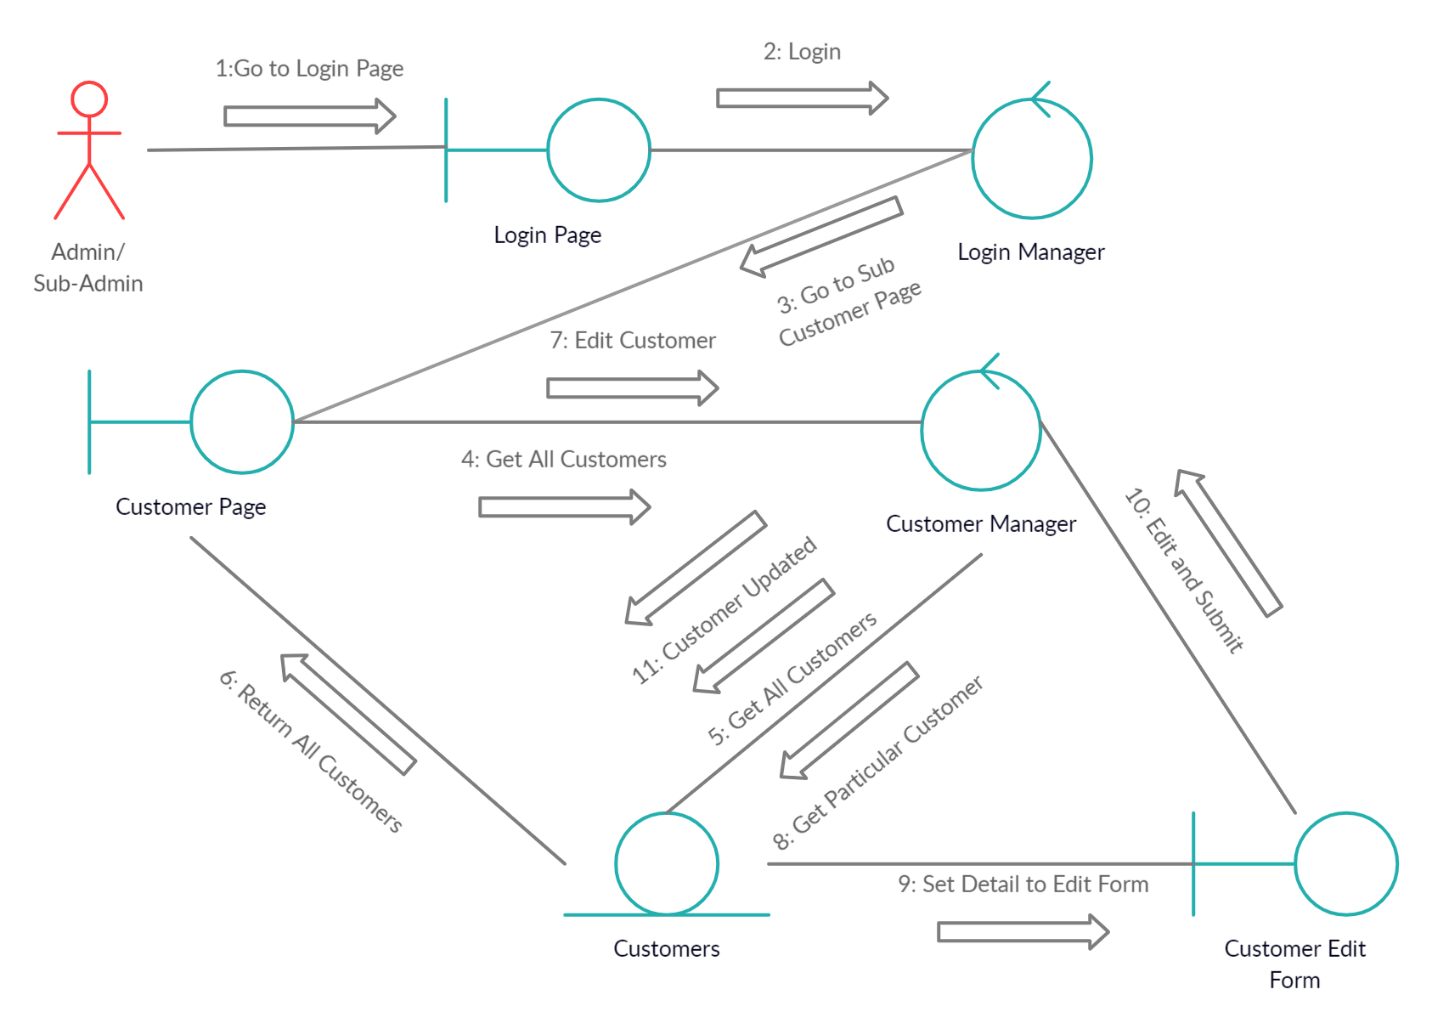 1:Go to Login Page
2: Login
Admin/
Sub-Admin
Login Page
Login Manager
3: Go to Sub
Customer Page
7: Edit Customer
4: Get All Customers
Customer Page
Customer Manager
10: Edit and Submit
11: Customer Updated
5: Get All Customers
8: Get Particular Customer
6: Return All Customers
9: Set Detail to Edit Form
Customers
Customer Edit
Form